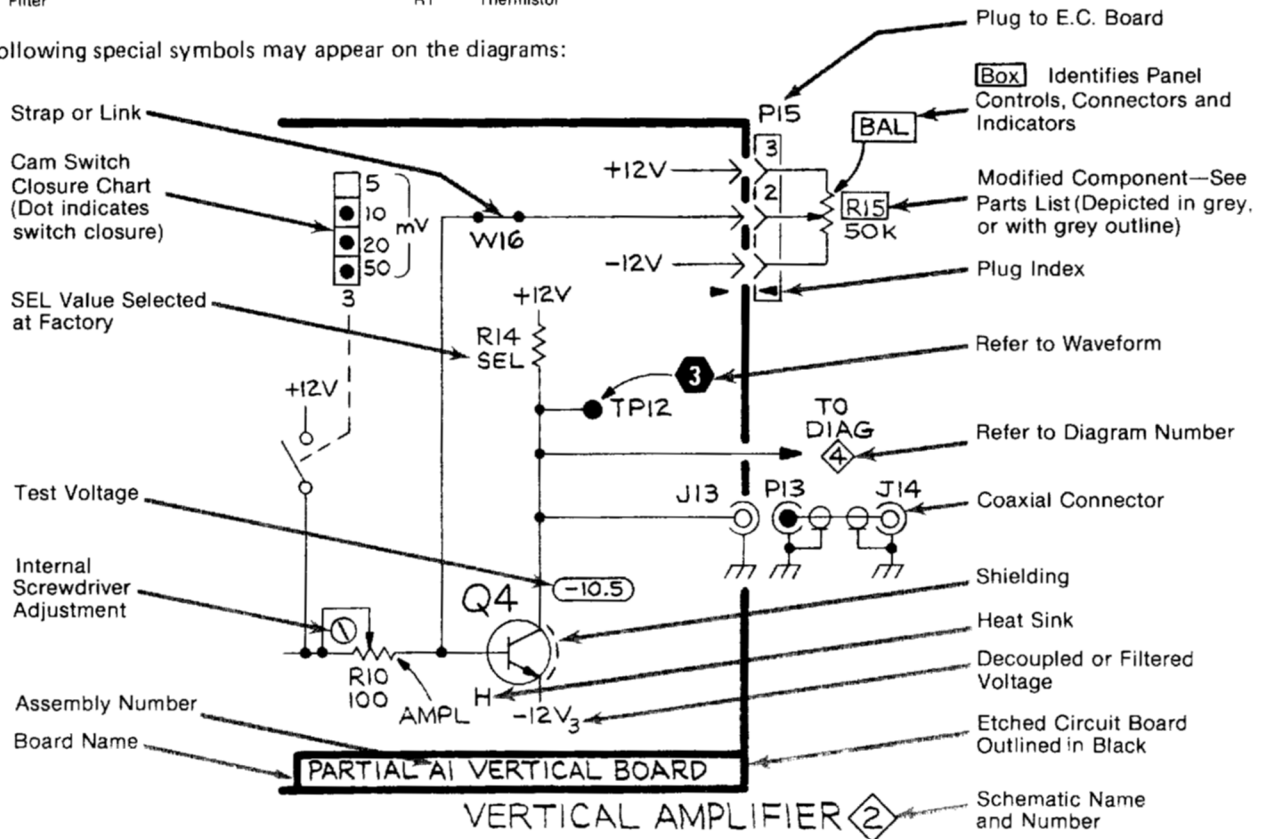 Filter
RT Thermistor
ollowing special symbols may appear on the diagrams:
Strap or Link
Cam Switch
Closure Chart
(Dot indicates
switch closure)
SEL Value Selected
at Factory
Test Voltage
Internal
Screwdriver
Adjustment
Assembly Number
Board Name
5
10
20
50
mV
3
+12V
W16
+12V
-12V
P15
3
2
BAL
R15
50K
+12V
R14
SEL
3
TP12
TO
DIAG
4
J13
P13
J14
-10.5
Q4
R10
100
AMPL
H
-12V3
PARTIAL A1 VERTICAL BOARD
VERTICAL AMPLIFIER 2
Plug to E.C. Board
Box Identifies Panel
Controls, Connectors and
Indicators
Modified Component—See
Parts List (Depicted in grey,
or with grey outline)
Plug Index
Refer to Waveform
Refer to Diagram Number
Coaxial Connector
Shielding
Heat Sink
Decoupled or Filtered
Voltage
Etched Circuit Board
Outlined in Black
Schematic Name
and Number